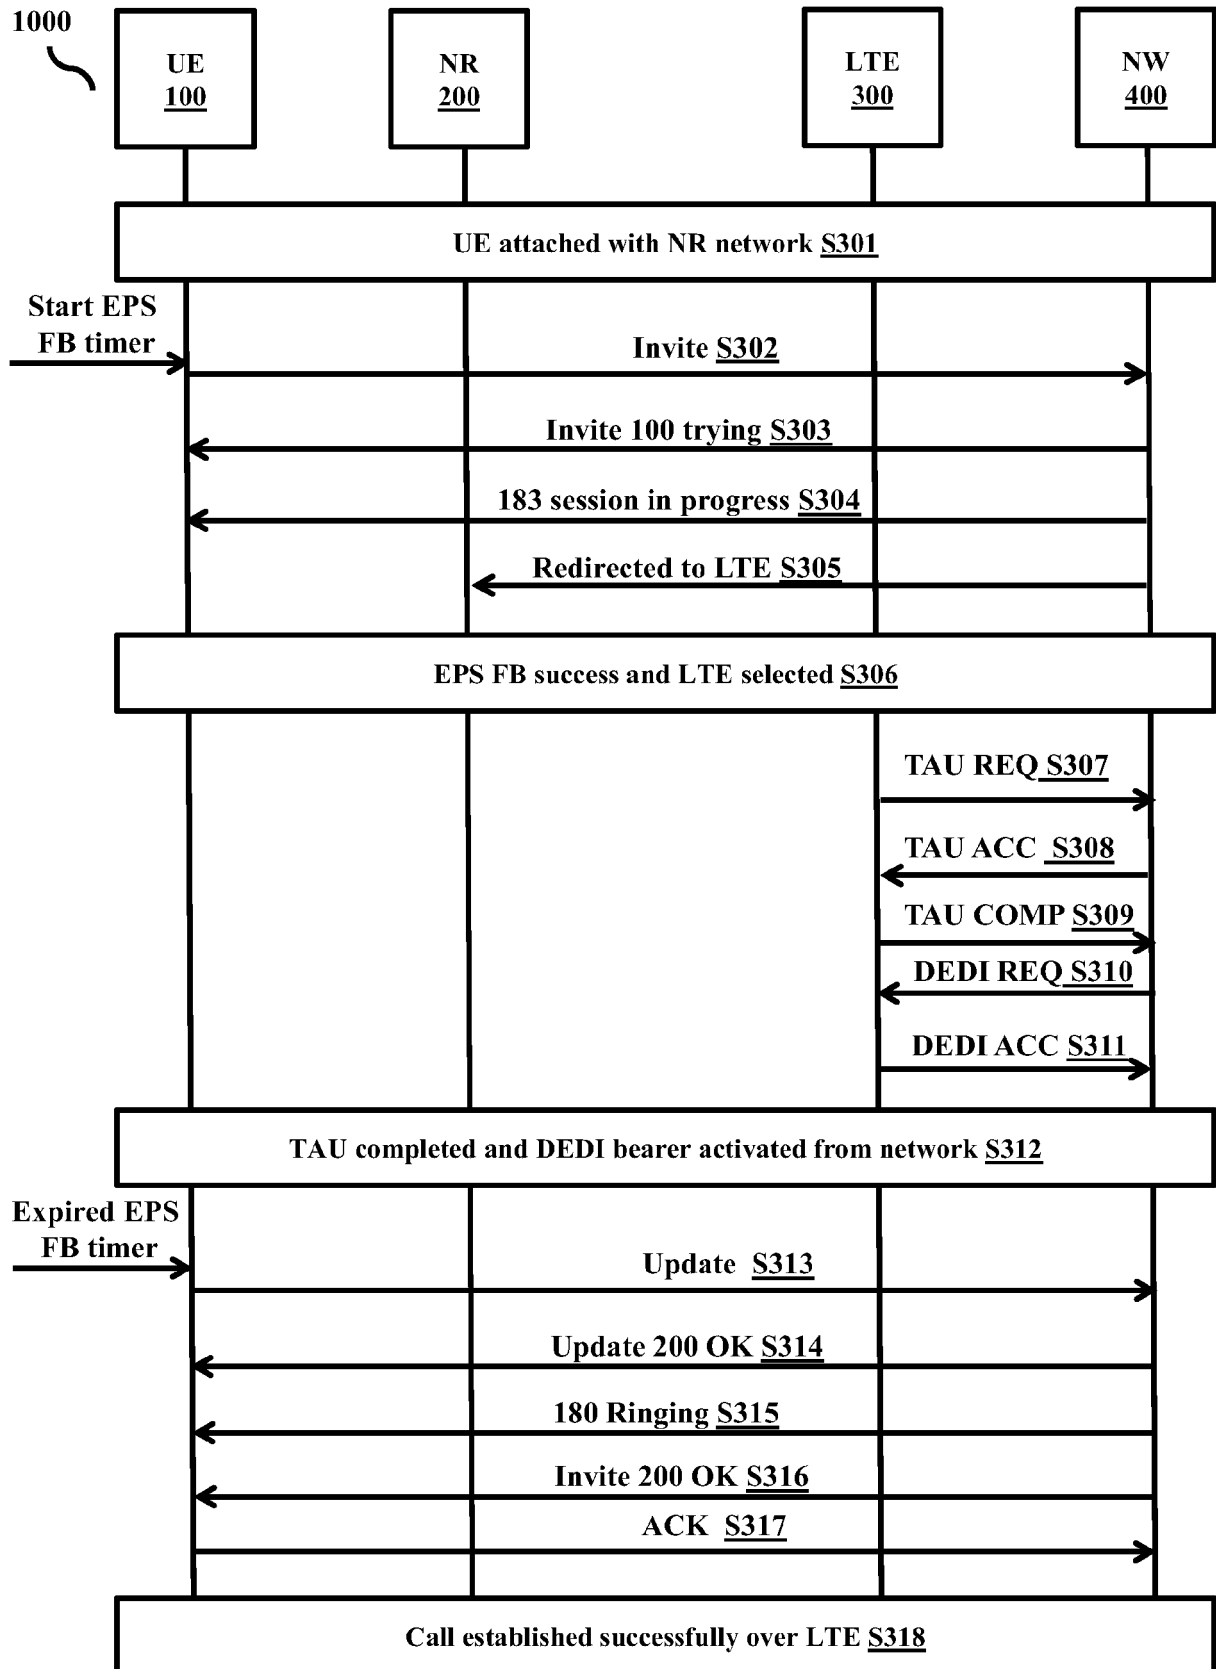 1000
UE
100
NR
200
LTE
300
NW
400
UE attached with NR network S301
Start EPS
FB timer
Invite S302
Invite 100 trying S303
183 session in progress S304
Redirected to LTE S305
EPS FB success and LTE selected S306
TAU REQ S307
TAU ACC S308
TAU COMP S309
DEDI REQ S310
DEDI ACC S311
TAU completed and DEDI bearer activated from network S312
Expired EPS
FB timer
Update S313
Update 200 OK S314
180 Ringing S315
Invite 200 OK S316
ACK S317
Call established successfully over LTE S318